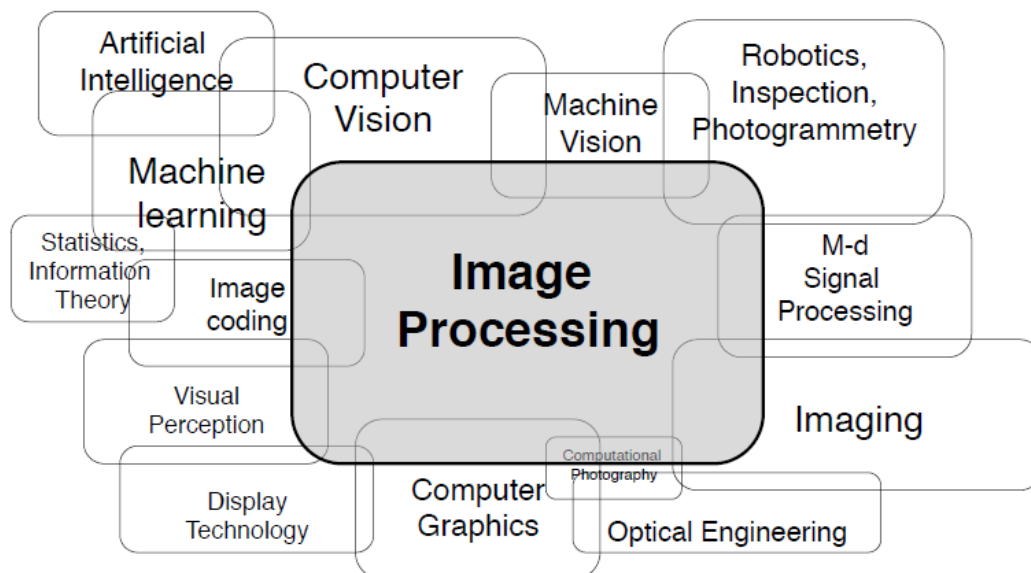 Artificial
Intelligence
Computer
Vision
Machine
Vision
Robotics,
Inspection,
Photogrammetry
Machine
learning
Statistics,
Information
Theory
Image
coding
Image
Processing
M-d
Signal
Processing
Visual
Perception
Imaging
Computational
Photography
Display
Technology
Computer
Graphics
Optical Engineering